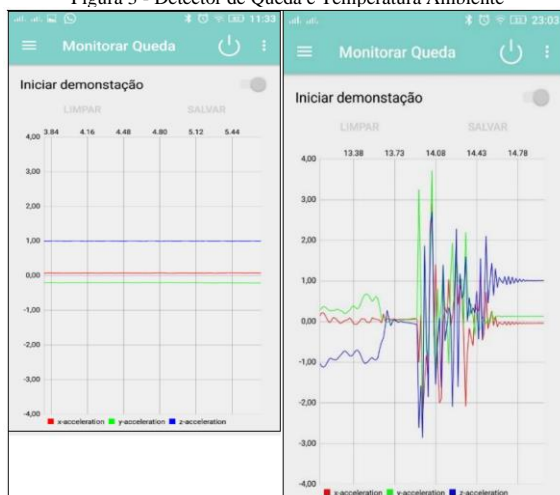 Figura 3 - Detector de Queda e Temperatura Ambiente
11:33
Monitorar Queda
Iniciar demonstação
LIMPAR SALVAR
3.84 4.16 4.48 4.80 5.12 5.44
4,00
3,00
2,00
1,00
0,00
-1,00
-2,00
-3,00
-4,00
x-acceleration y-acceleration z-acceleration
23:03
Monitorar Queda
Iniciar demonstação
LIMPAR SALVAR
13.38 13.73 14.08 14.43 14.78
4,00
3,00
2,00
1,00
0,00
-1,00
-2,00
-3,00
-4,00
x-acceleration y-acceleration z-acceleration